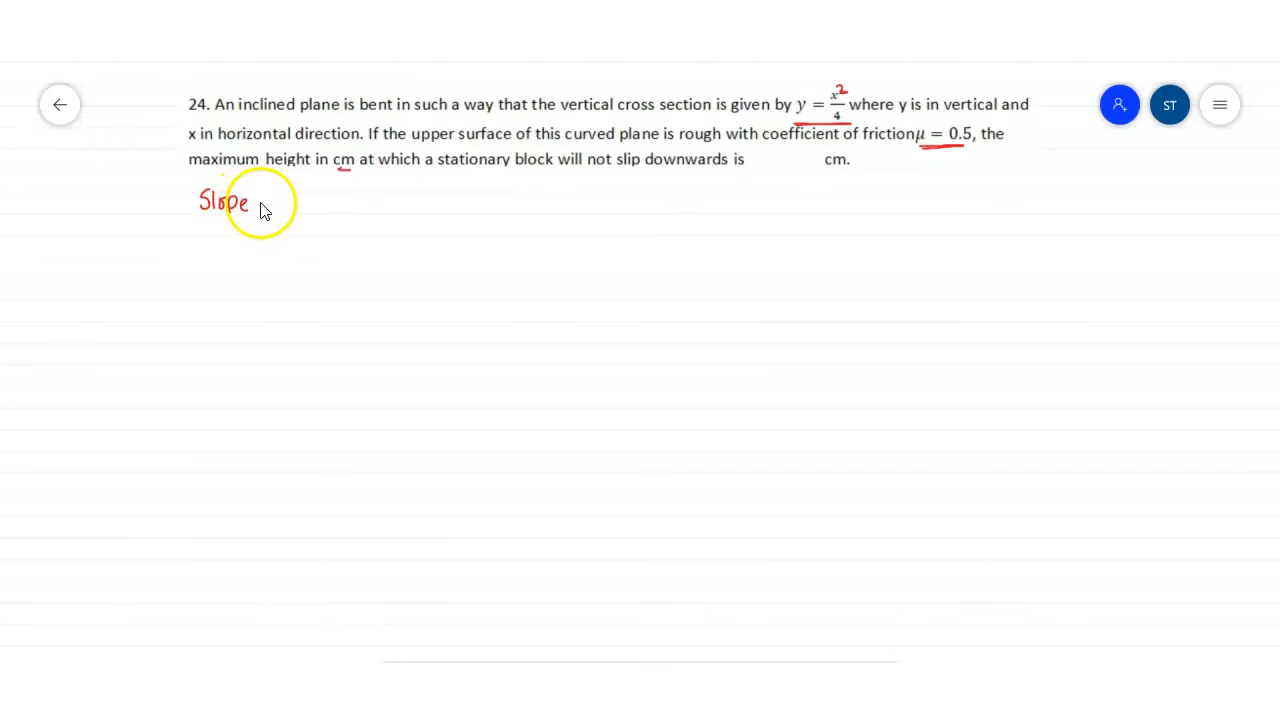 24. An inclined plane is bent in such a way that the vertical cross section is given by y = x²/4 where y is in vertical and
x in horizontal direction. If the upper surface of this curved plane is rough with coefficient of frictionμ = 0.5, the
maximum height in cm at which a stationary block will not slip downwards is cm.
Slope
ST